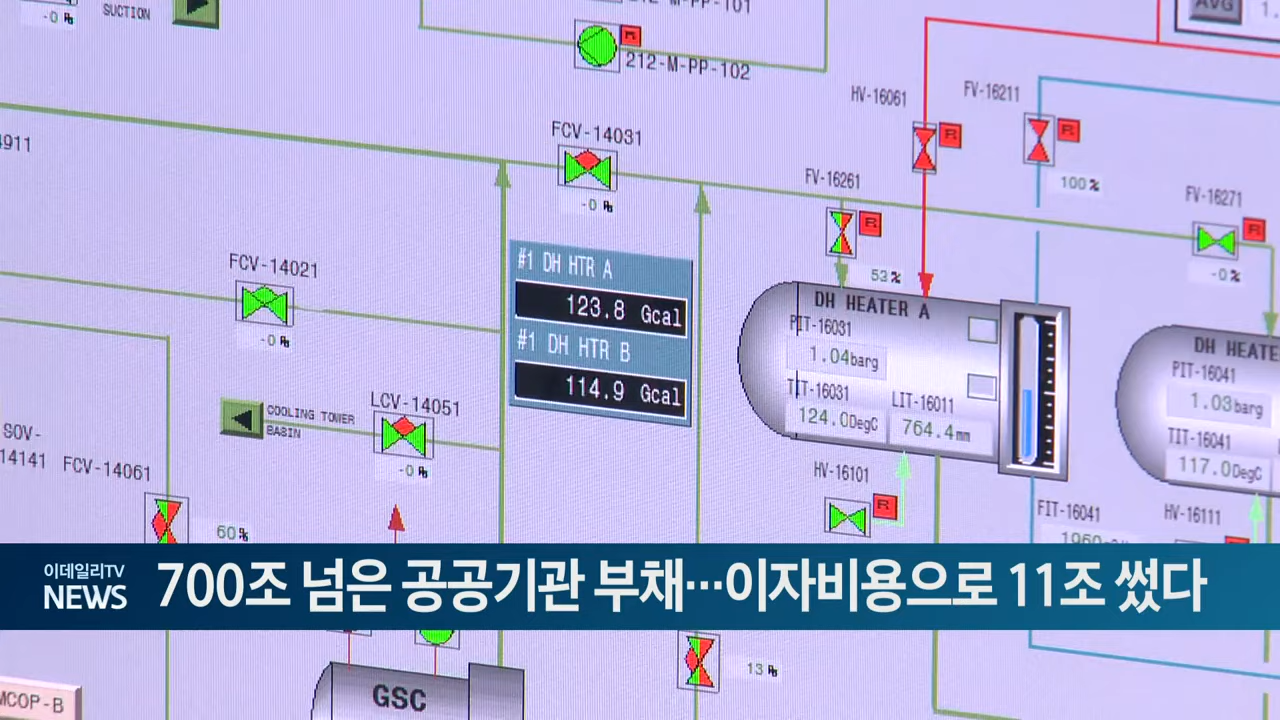 -0 %
SUCTION
212-M-PP-101
AVG
1.
212-M-PP-102
HV-16061
FV-16211
R
R
4911
FCV-14031
100%
FV-16261
FV-16271
-0 %
R
R
FCV-14021
#1 DH HTR A
53%
-0 %
123.8 Gcal
DH HEATER A
PIT-16031
-0 %
#1 DH HTR B
1.04barg
DH HEATE
PIT-16041
114.9 Gcal
TIT-16031
LIT-16011
1.03barg
LCV-14051
COOLING TOWER
BASIN
124.0DegC
764.4mm
TIT-16041
SOV-
14141
FCV-14061
-0 %
117.0DegC
HV-16101
R
FIT-16041
HV-16111
60%
이데일리TV
NEWS
700조 넘은 공공기관 부채…이자비용으로 11조 썼다
13 %
MCOP-B
GSC